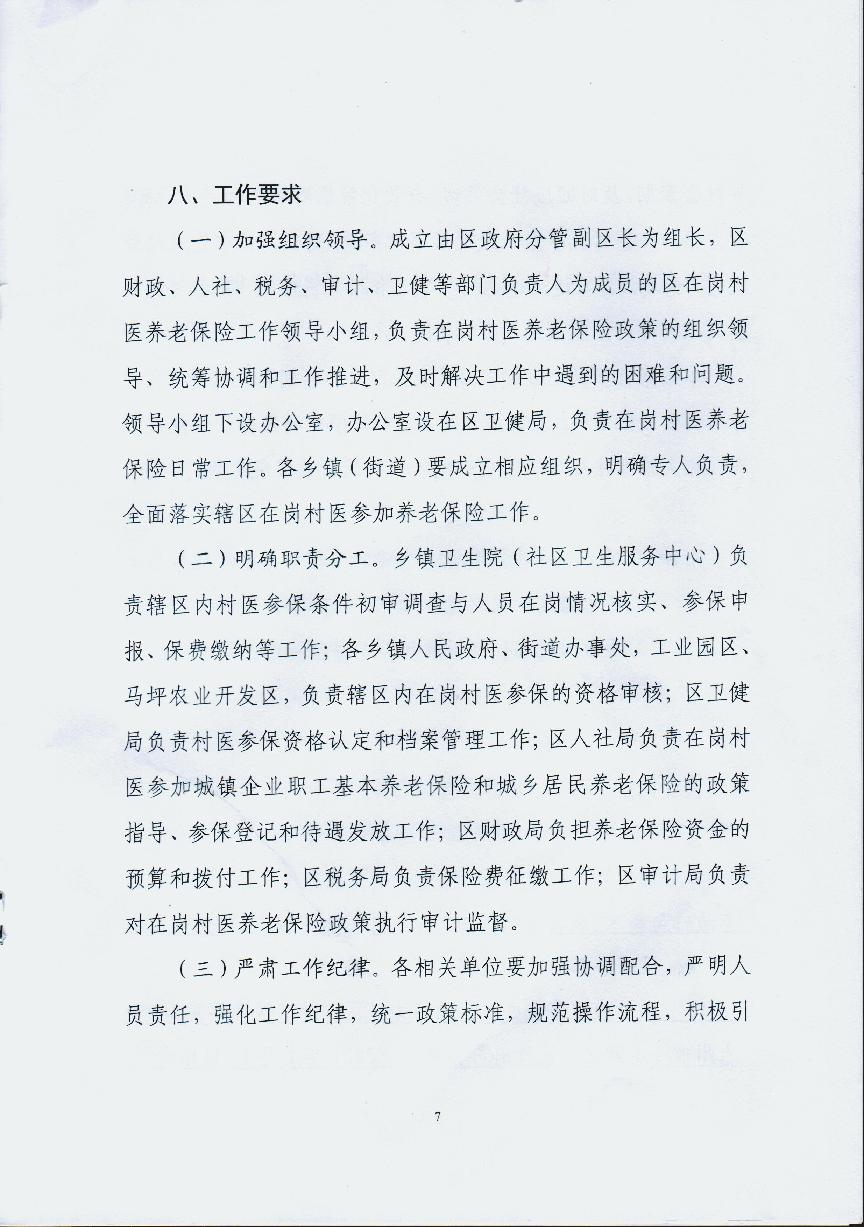 八、工作要求
（一）加强组织领导。成立由区政府分管副区长为组长，区
财政、人社、税务、审计、卫健等部门负责人为成员的区在岗村
医养老保险工作领导小组，负责在岗村医养老保险政策的组织领
导、统筹协调和工作推进，及时解决工作中遇到的困难和问题。
领导小组下设办公室，办公室设在区卫健局，负责在岗村医养老
保险日常工作。各乡镇（街道）要成立相应组织，明确专人负责，
全面落实辖区在岗村医参加养老保险工作。
（二）明确职责分工。乡镇卫生院（社区卫生服务中心）负
责辖区内村医参保条件初审调查与人员在岗情况核实、参保申
报、保费缴纳等工作；各乡镇人民政府、街道办事处，工业园区、
马坪农业开发区，负责辖区内在岗村医参保的资格审核；区卫健
局负责村医参保资格认定和档案管理工作；区人社局负责在岗村
医参加城镇企业职工基本养老保险和城乡居民养老保险的政策
指导、参保登记和待遇发放工作；区财政局负担养老保险资金的
预算和拨付工作；区税务局负责保险费征缴工作；区审计局负责
对在岗村医养老保险政策执行审计监督。
（三）严肃工作纪律。各相关单位要加强协调配合，严明人
员责任，强化工作纪律，统一政策标准，规范操作流程，积极引
7